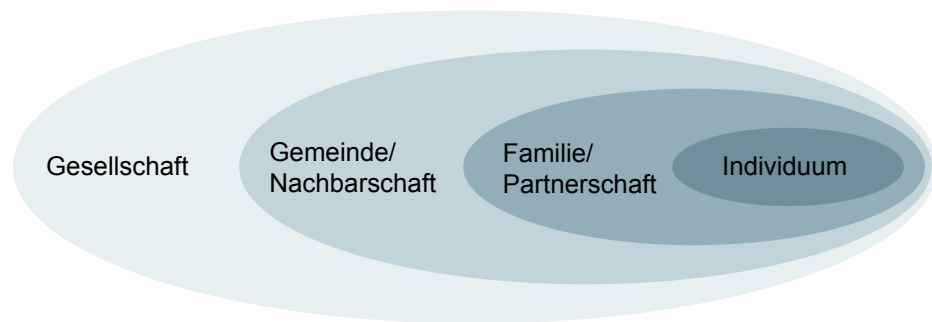 Gesellschaft
Gemeinde/
Nachbarschaft
Familie/
Partnerschaft
Individuum